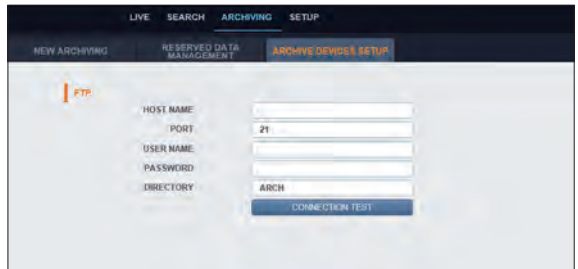 LIVE SEARCH ARCHIVING SETUP
NEW ARCHIVING RESERVED DATA MANAGEMENT ARCHIVE DEVICES SETUP
FTP
HOST NAME
PORT 21
USER NAME
PASSWORD
DIRECTORY ARCH
CONNECTION TEST